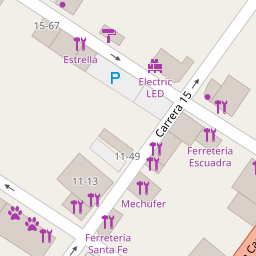 15-67
Estrella
P
Electric
LED
Carrera 15
Ferreteria
Escuadra
11-49
11-13
Mechufer
Ferreteria
Santa Fe